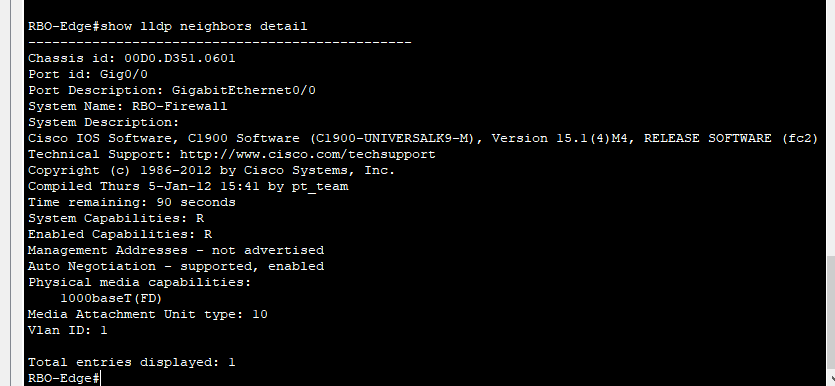 RBO-Edge#show lldp neighbors detail
------------------------------------------------
Chassis id: 00D0.D351.0601
Port id: Gig0/0
Port Description: GigabitEthernet0/0
System Name: RBO-Firewall
System Description:
Cisco IOS Software, C1900 Software (C1900-UNIVERSALK9-M), Version 15.1(4)M4, RELEASE SOFTWARE (fc2)
Technical Support: http://www.cisco.com/techsupport
Copyright (c) 1986-2012 by Cisco Systems, Inc.
Compiled Thurs 5-Jan-12 15:41 by pt_team
Time remaining: 90 seconds
System Capabilities: R
Enabled Capabilities: R
Management Addresses - not advertised
Auto Negotiation - supported, enabled
Physical media capabilities:
    1000baseT(FD)
Media Attachment Unit type: 10
Vlan ID: 1

Total entries displayed: 1
RBO-Edge#